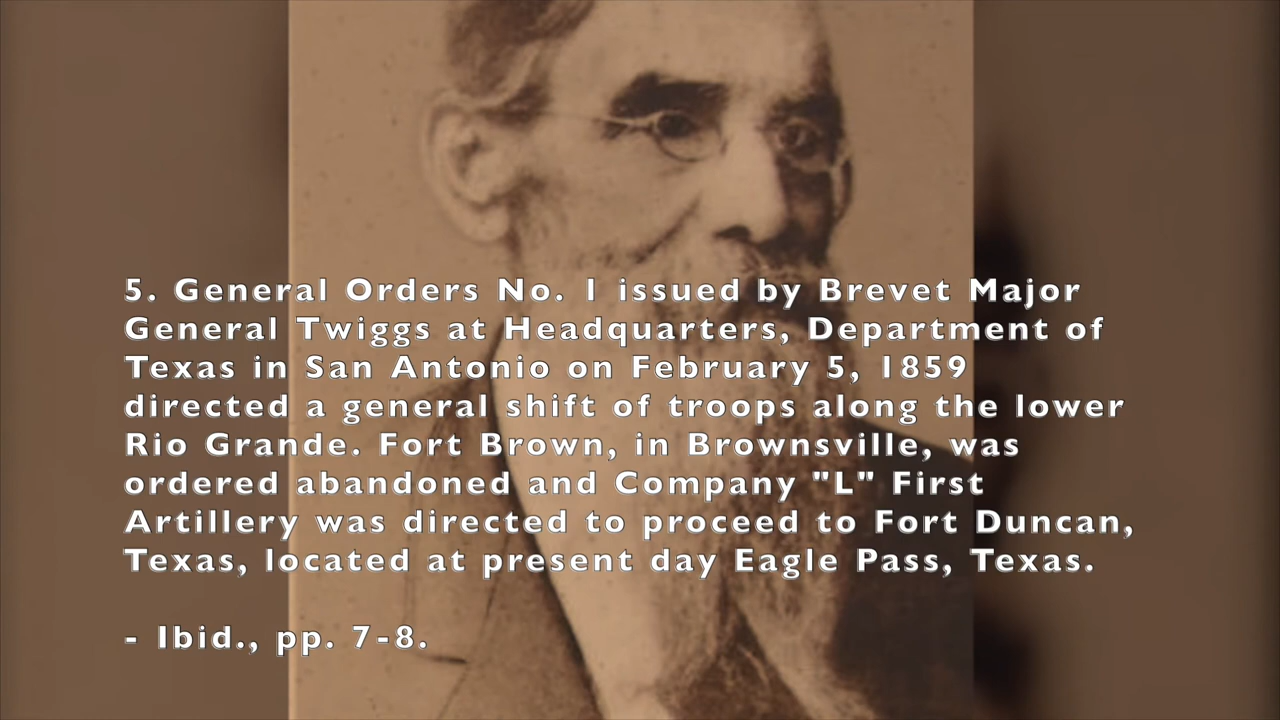 5. General Orders No. 1 issued by Brevet Major
General Twiggs at Headquarters, Department of
Texas in San Antonio on February 5, 1859
directed a general shift of troops along the lower
Rio Grande. Fort Brown, in Brownsville, was
ordered abandoned and Company "L" First
Artillery was directed to proceed to Fort Duncan,
Texas, located at present day Eagle Pass, Texas.
- Ibid., pp. 7-8.